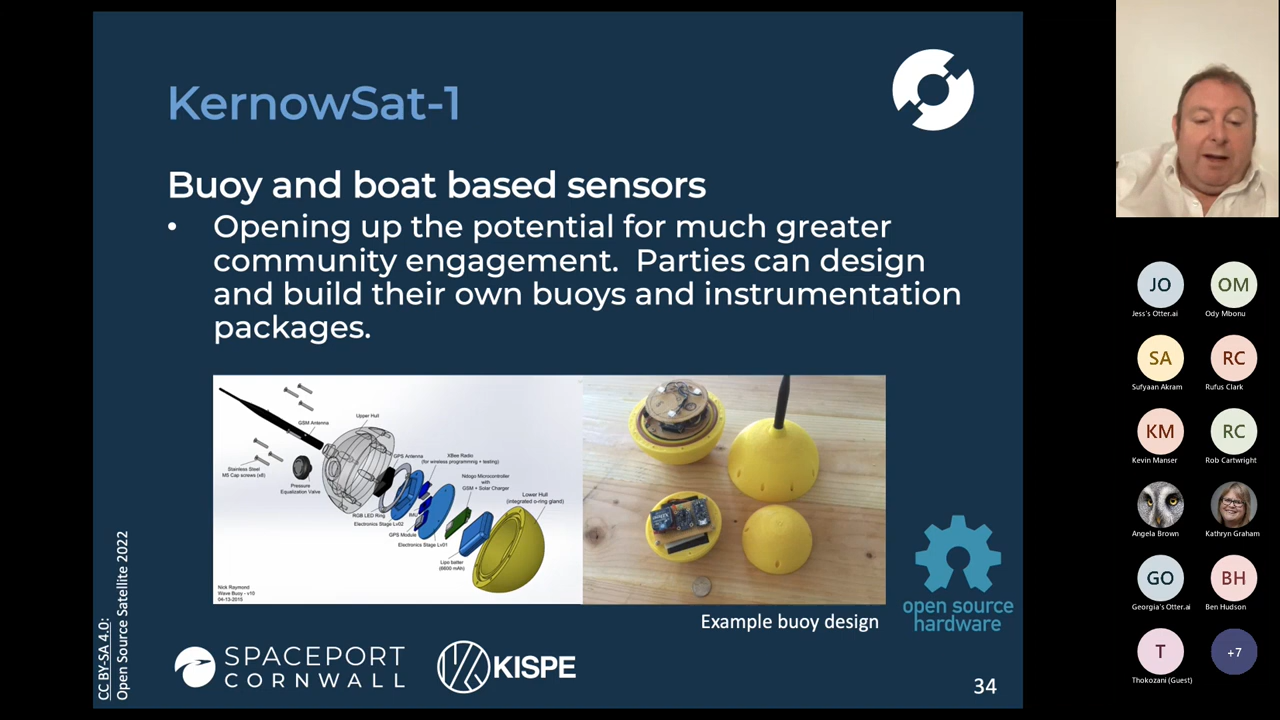 KernowSat-1
Buoy and boat based sensors
• Opening up the potential for much greater
community engagement. Parties can design
and build their own buoys and instrumentation
packages.
GSM Antenna
Upper Hull
Stainless Steel
M5 Cap screws (x8)
Pressure
Equalization Valve
GPS Antenna
XBee Radio
(for wireless programming + testing)
Ndogo Microcontroller
with
GSM + Solar Charger
Lower Hull
(integrated o-ring gland)
RGB LED Ring
IMU
Electronics Stage Lv02
GPS Module
Electronics Stage Lv01
Lipo batter
(6600 mAh)
Nick Raymond
Wave Buoy - v10
04-13-2015
Example buoy design
open source
hardware
CC BY-SA 4.0:
Open Source Satellite 2022
SPACEPORT
CORNWALL
KISPE
34
JO
OM
Jess's Otter.ai
Ody Mbonu
SA
RC
Sufyaan Akram
Rufus Clark
KM
RC
Kevin Manser
Rob Cartwright
Angela Brown
Kathryn Graham
GO
BH
Georgia's Otter.ai
Ben Hudson
T
+7
Thokozani (Guest)